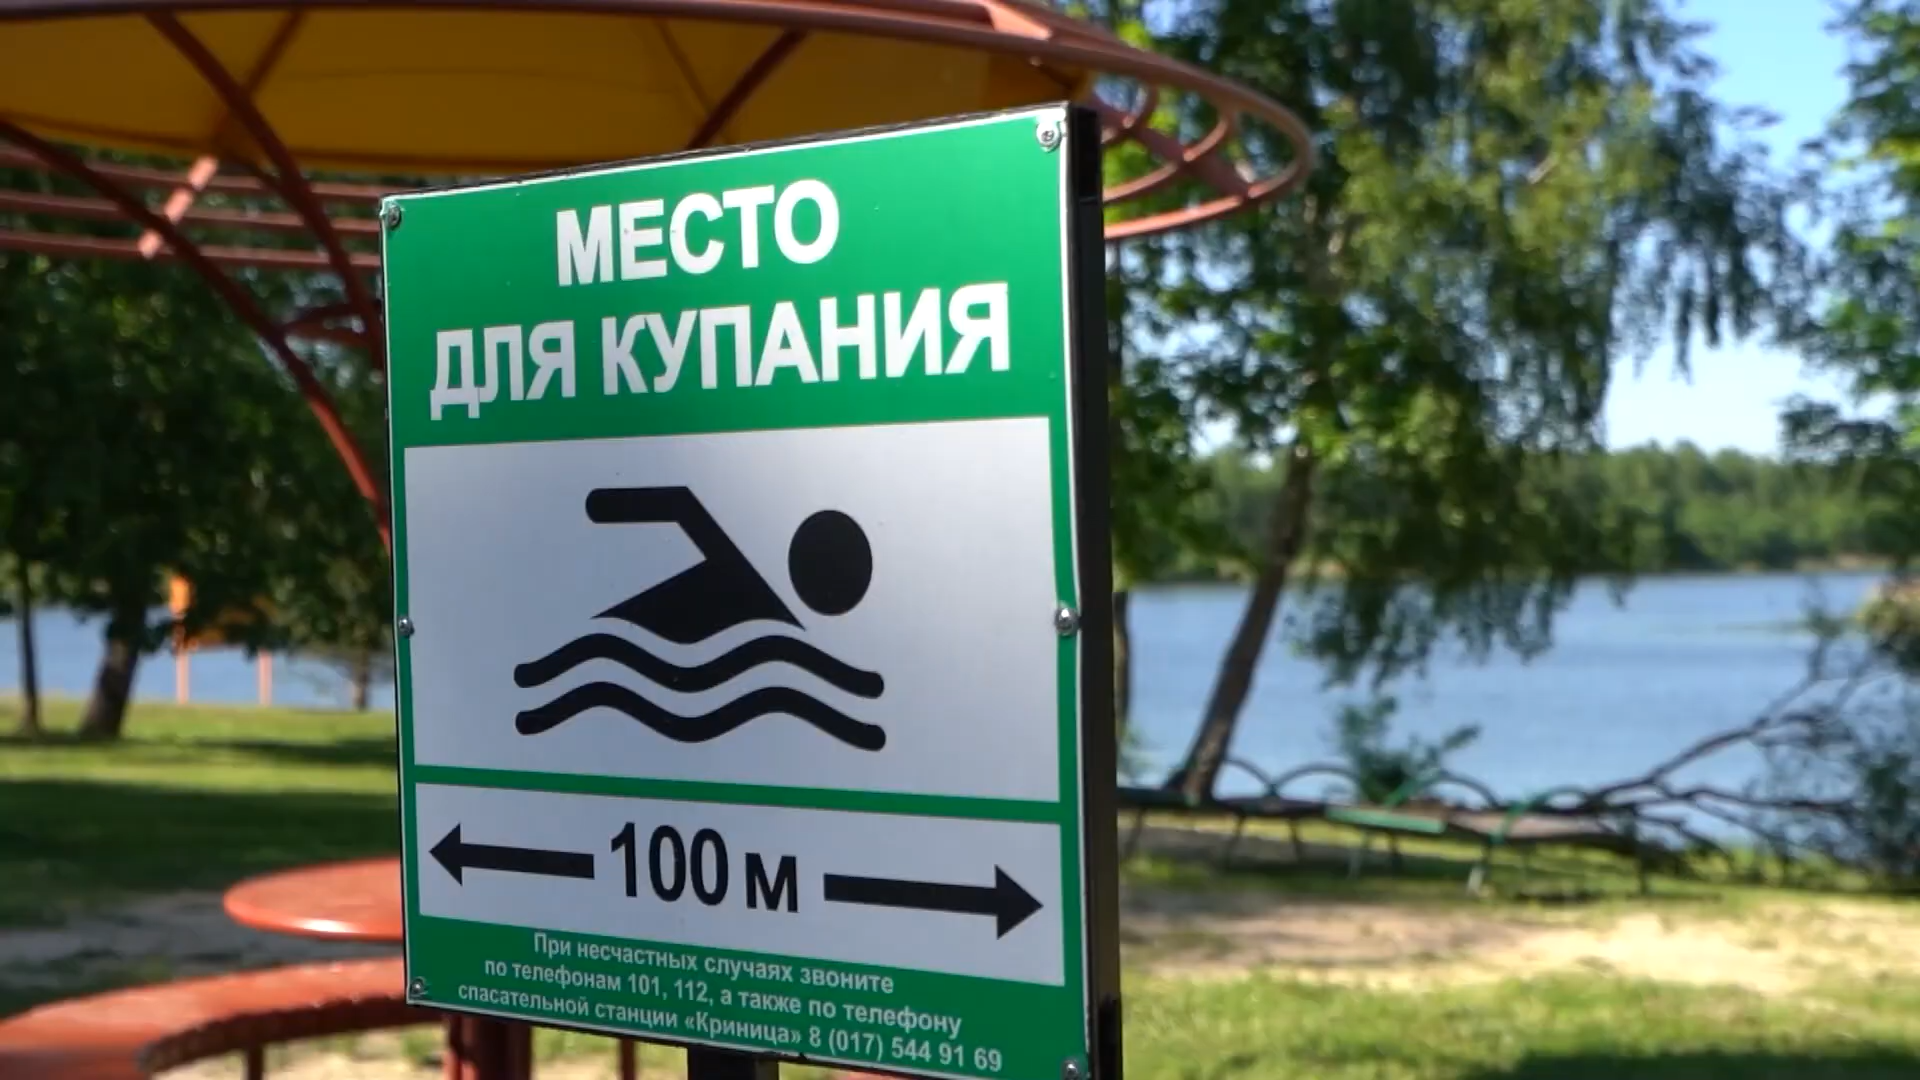 МЕСТО
ДЛЯ КУПАНИЯ
100 м
При несчастных случаях звоните
по телефонам 101, 112, а также по телефону
спасательной станции «Криница» 8 (017) 544 91 69